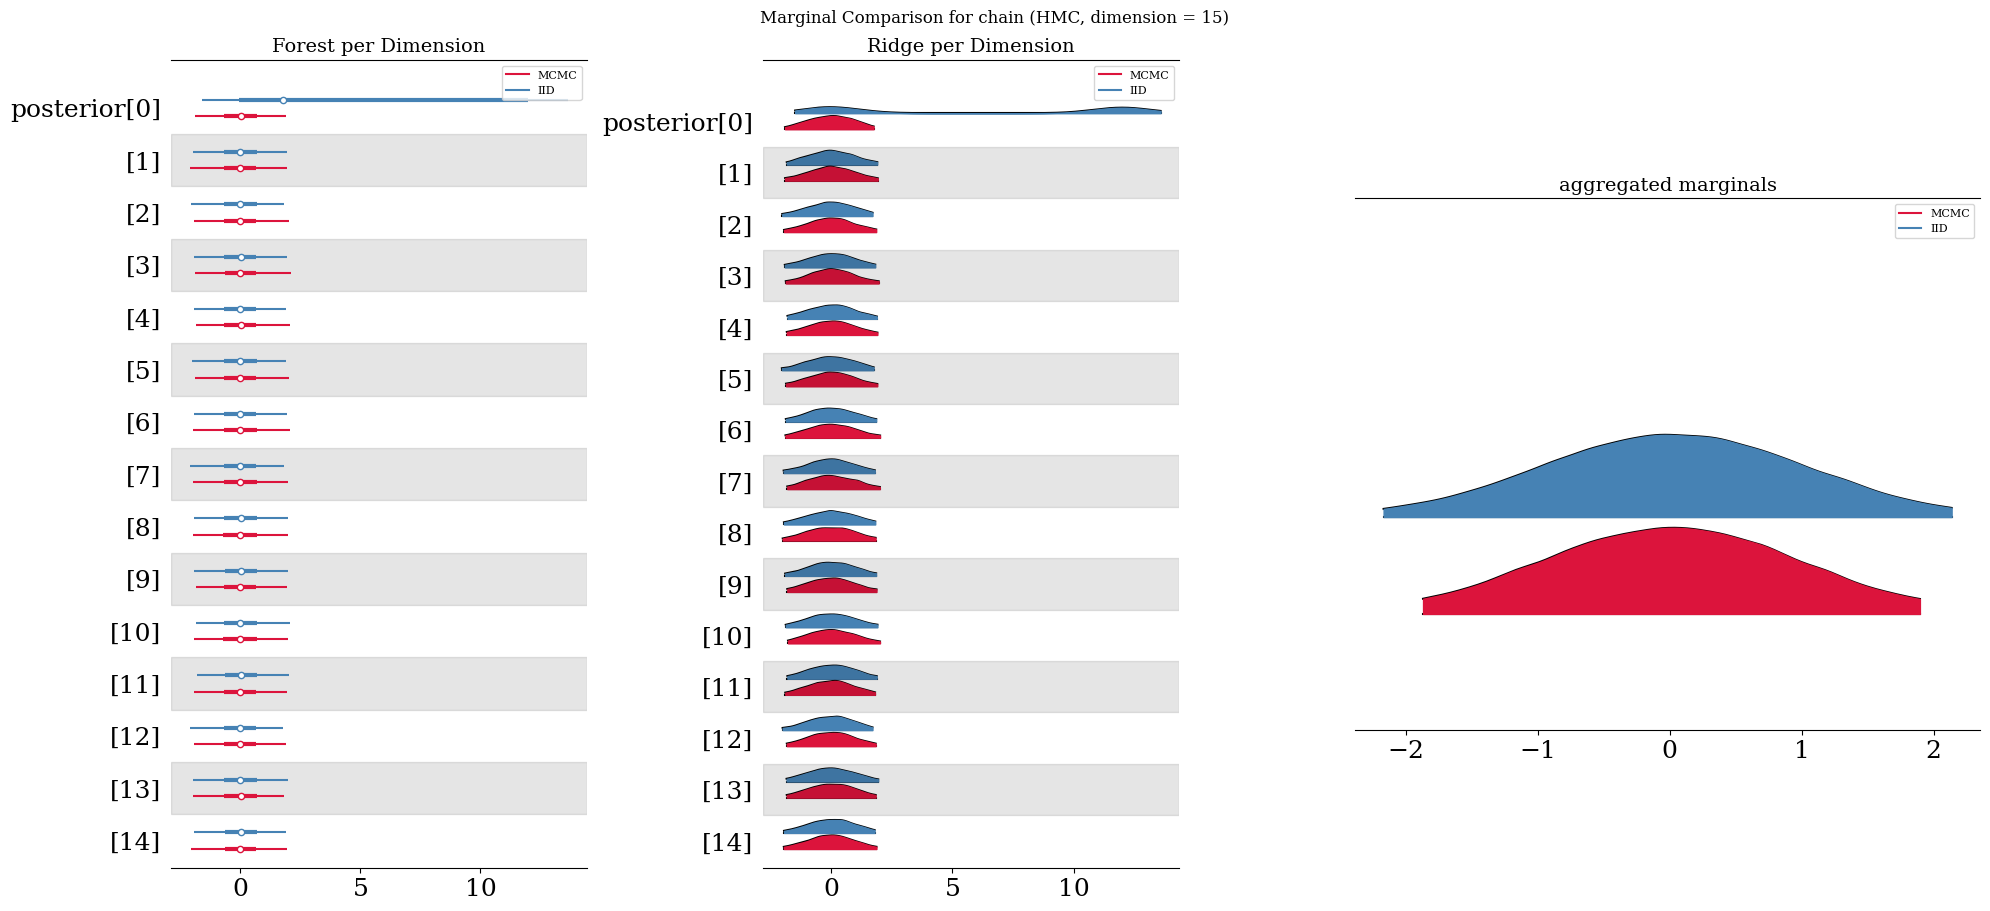 Marginal Comparison for chain (HMC, dimension = 15)
Forest per Dimension
MCMC
IID
posterior[0]
[1]
[2]
[3]
[4]
[5]
[6]
[7]
[8]
[9]
[10]
[11]
[12]
[13]
[14]
0 5 10
Ridge per Dimension
MCMC
IID
posterior[0]
[1]
[2]
[3]
[4]
[5]
[6]
[7]
[8]
[9]
[10]
[11]
[12]
[13]
[14]
0 5 10
aggregated marginals
MCMC
IID
−2 −1 0 1 2